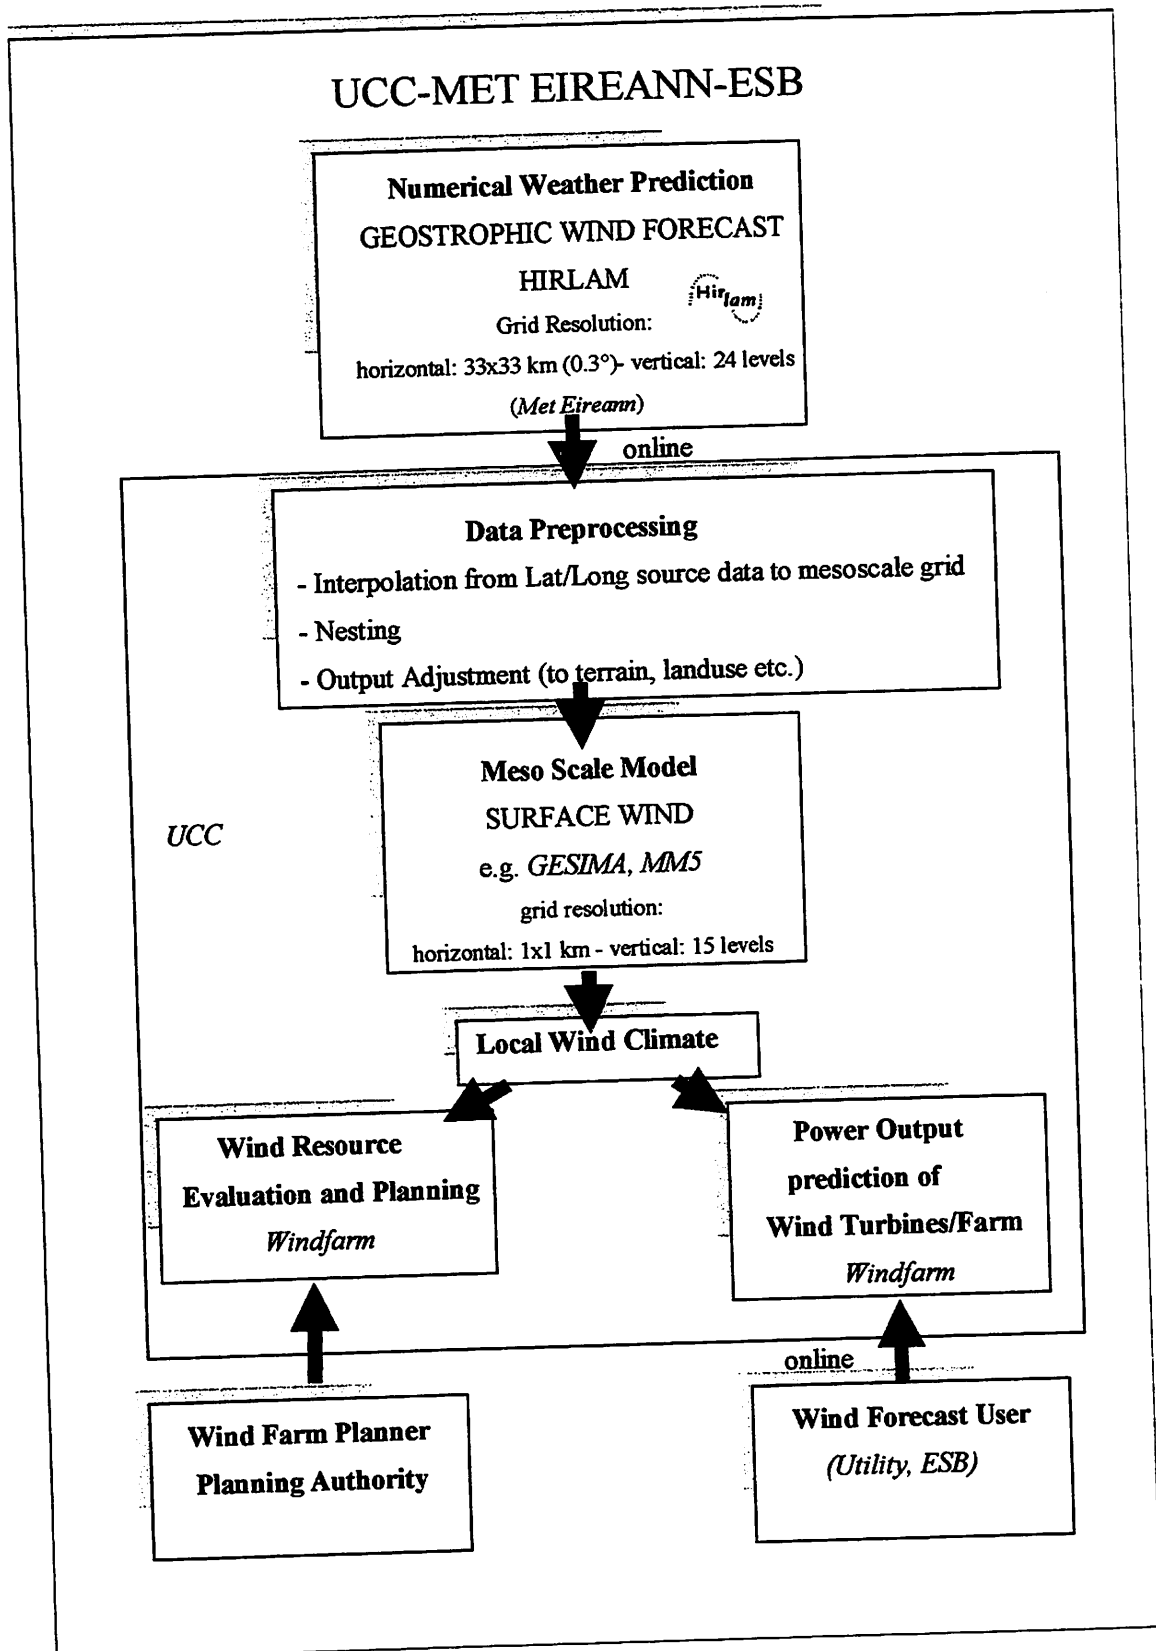 UCC-MET EIREANN-ESB
Numerical Weather Prediction
GEOSTROPHIC WIND FORECAST
HIRLAM
Hirlam
Grid Resolution:
horizontal: 33x33 km (0.3°)- vertical: 24 levels
(Met Eireann)
online
Data Preprocessing
- Interpolation from Lat/Long source data to mesoscale grid
- Nesting
- Output Adjustment (to terrain, landuse etc.)
Meso Scale Model
SURFACE WIND
UCC
e.g. GESIMA, MM5
grid resolution:
horizontal: 1x1 km - vertical: 15 levels
Local Wind Climate
Wind Resource
Evaluation and Planning
Windfarm
Power Output
prediction of
Wind Turbines/Farm
Windfarm
online
Wind Farm Planner
Planning Authority
Wind Forecast User
(Utility, ESB)